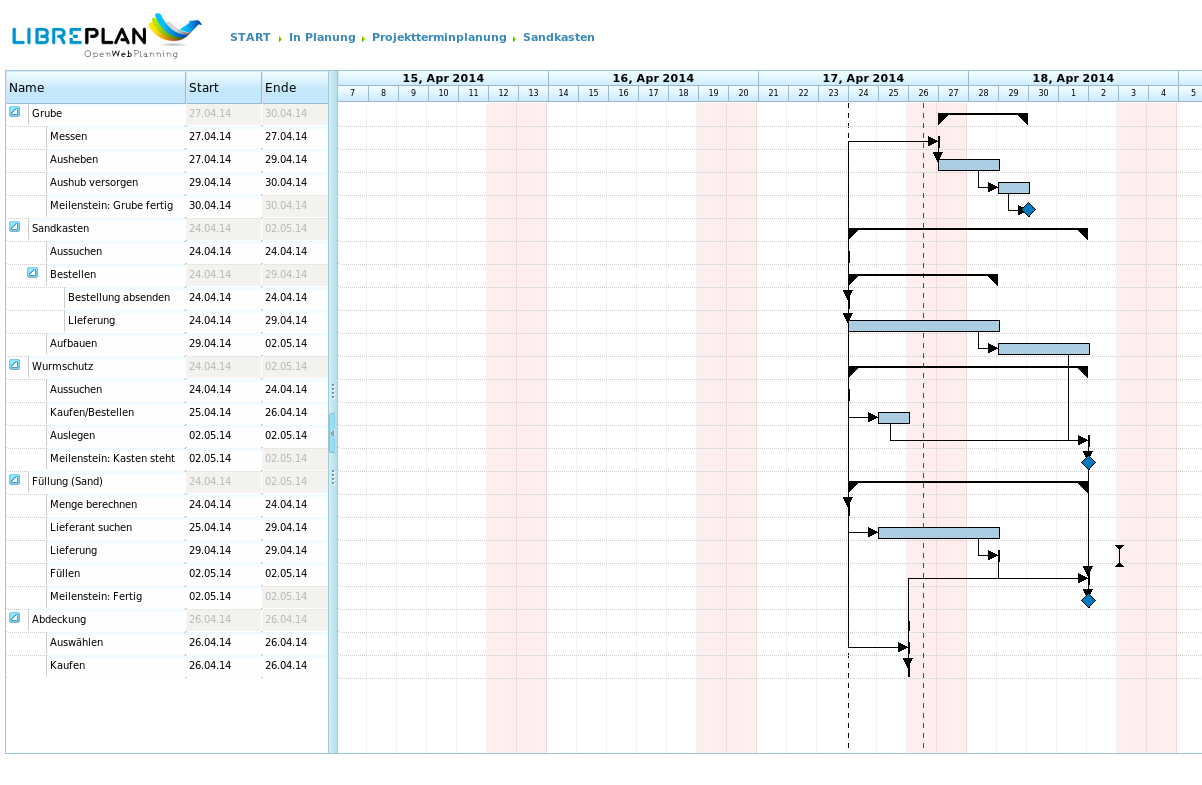 LIBREPLAN
OpenWebPlanning
START In Planung Projektterminplanung Sandkasten
Name Start Ende
15, Apr 2014 16, Apr 2014 17, Apr 2014 18, Apr 2014
7 8 9 10 11 12 13 14 15 16 17 18 19 20 21 22 23 24 25 26 27 28 29 30 1 2 3 4 5
Grube 27.04.14 30.04.14
Messen 27.04.14 27.04.14
Ausheben 27.04.14 29.04.14
Aushub versorgen 29.04.14 30.04.14
Meilenstein: Grube fertig 30.04.14 30.04.14
Sandkasten 24.04.14 02.05.14
Aussuchen 24.04.14 24.04.14
Bestellen 24.04.14 29.04.14
Bestellung absenden 24.04.14 24.04.14
LIeferung 24.04.14 29.04.14
Aufbauen 29.04.14 02.05.14
Wurmschutz 24.04.14 02.05.14
Aussuchen 24.04.14 24.04.14
Kaufen/Bestellen 25.04.14 26.04.14
Auslegen 02.05.14 02.05.14
Meilenstein: Kasten steht 02.05.14 02.05.14
Füllung (Sand) 24.04.14 02.05.14
Menge berechnen 24.04.14 24.04.14
Lieferant suchen 25.04.14 29.04.14
Lieferung 29.04.14 29.04.14
Füllen 02.05.14 02.05.14
Meilenstein: Fertig 02.05.14 02.05.14
Abdeckung 26.04.14 26.04.14
Auswählen 26.04.14 26.04.14
Kaufen 26.04.14 26.04.14